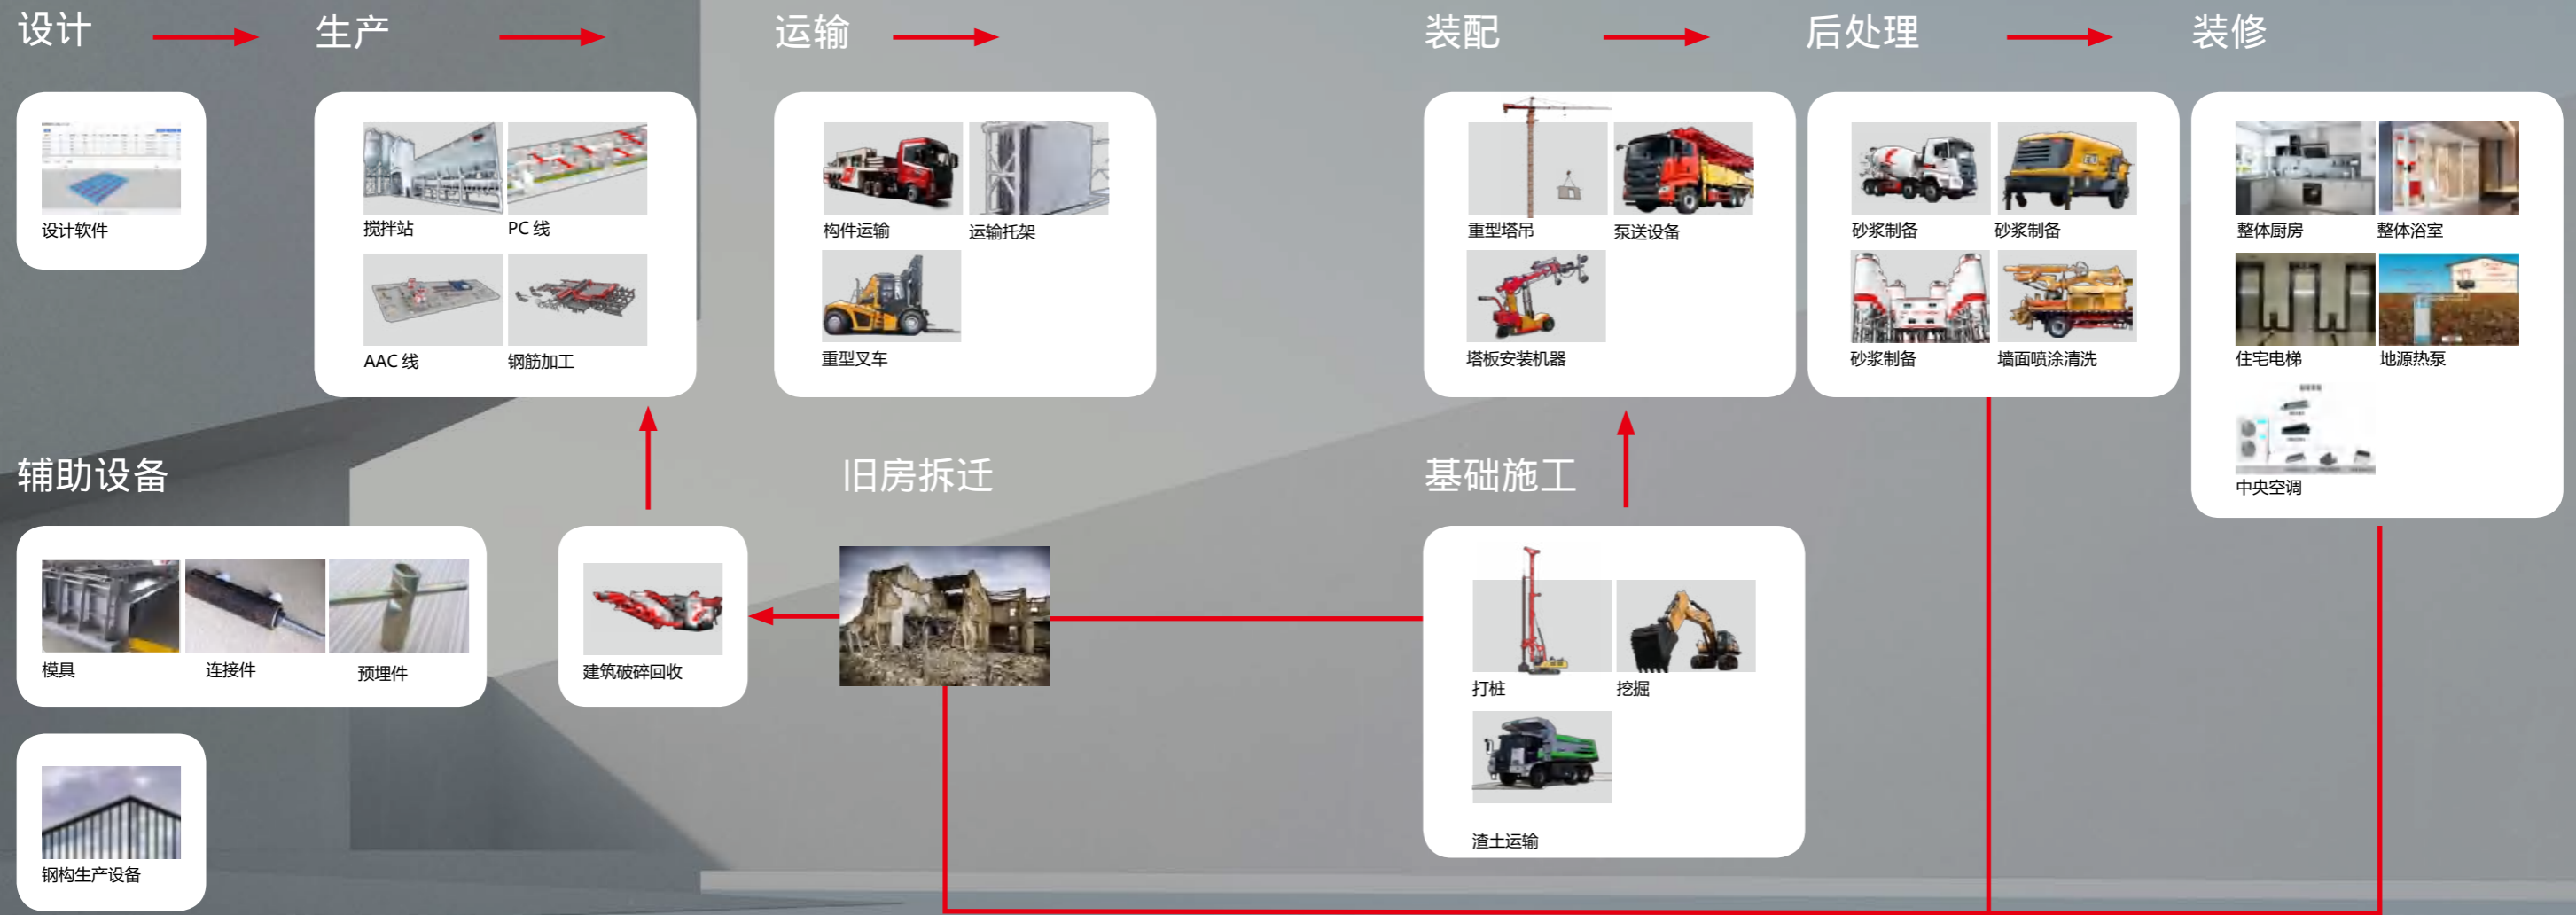 设计
生产
运输
装配
后处理
装修
设计软件
搅拌站
PC 线
AAC 线
钢筋加工
构件运输
运输托架
重型叉车
重型塔吊
泵送设备
塔板安装机器
砂浆制备
砂浆制备
砂浆制备
墙面喷涂清洗
整体厨房
整体浴室
住宅电梯
地源热泵
中央空调
辅助设备
旧房拆迁
基础施工
模具
连接件
预埋件
建筑破碎回收
打桩
挖掘
渣土运输
钢构生产设备